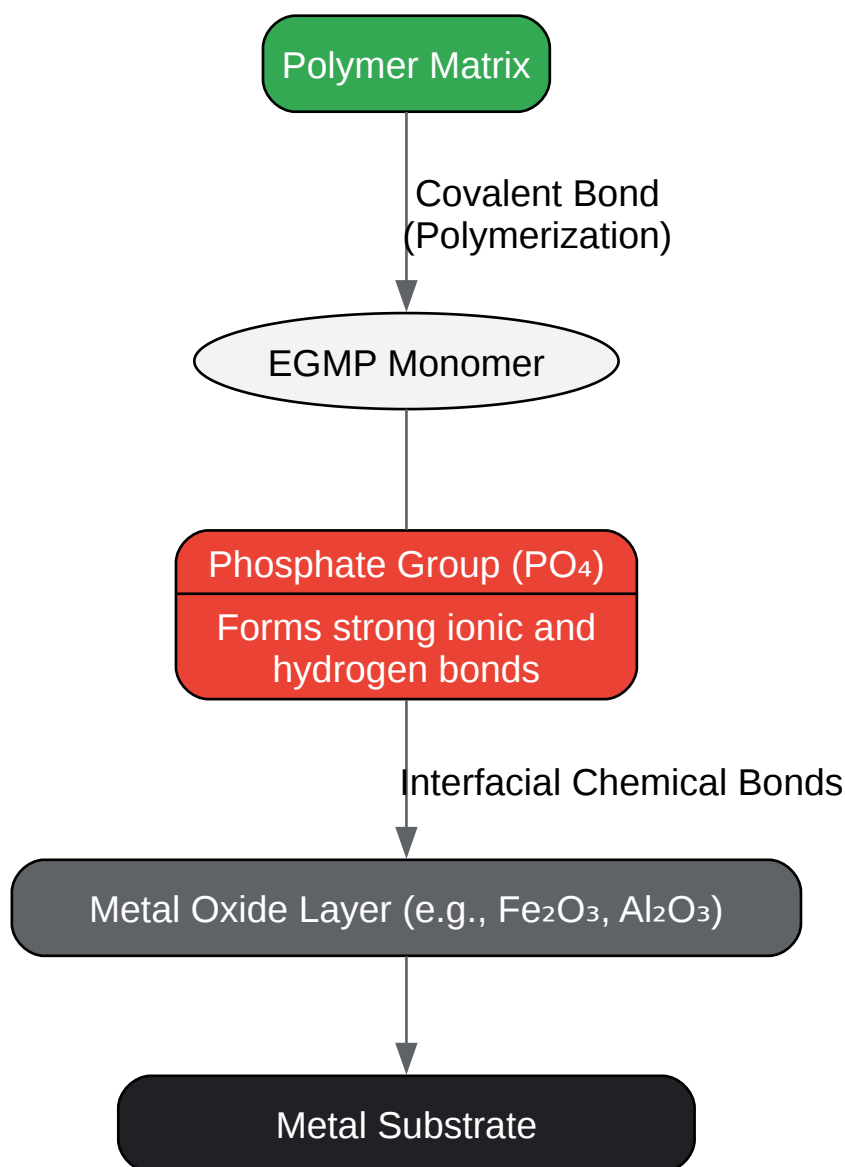 Polymer Matrix
Covalent Bond
(Polymerization)
EGMP Monomer
Phosphate Group (PO₄)
Forms strong ionic and
hydrogen bonds
Interfacial Chemical Bonds
Metal Oxide Layer (e.g., Fe₂O₃, Al₂O₃)
Metal Substrate